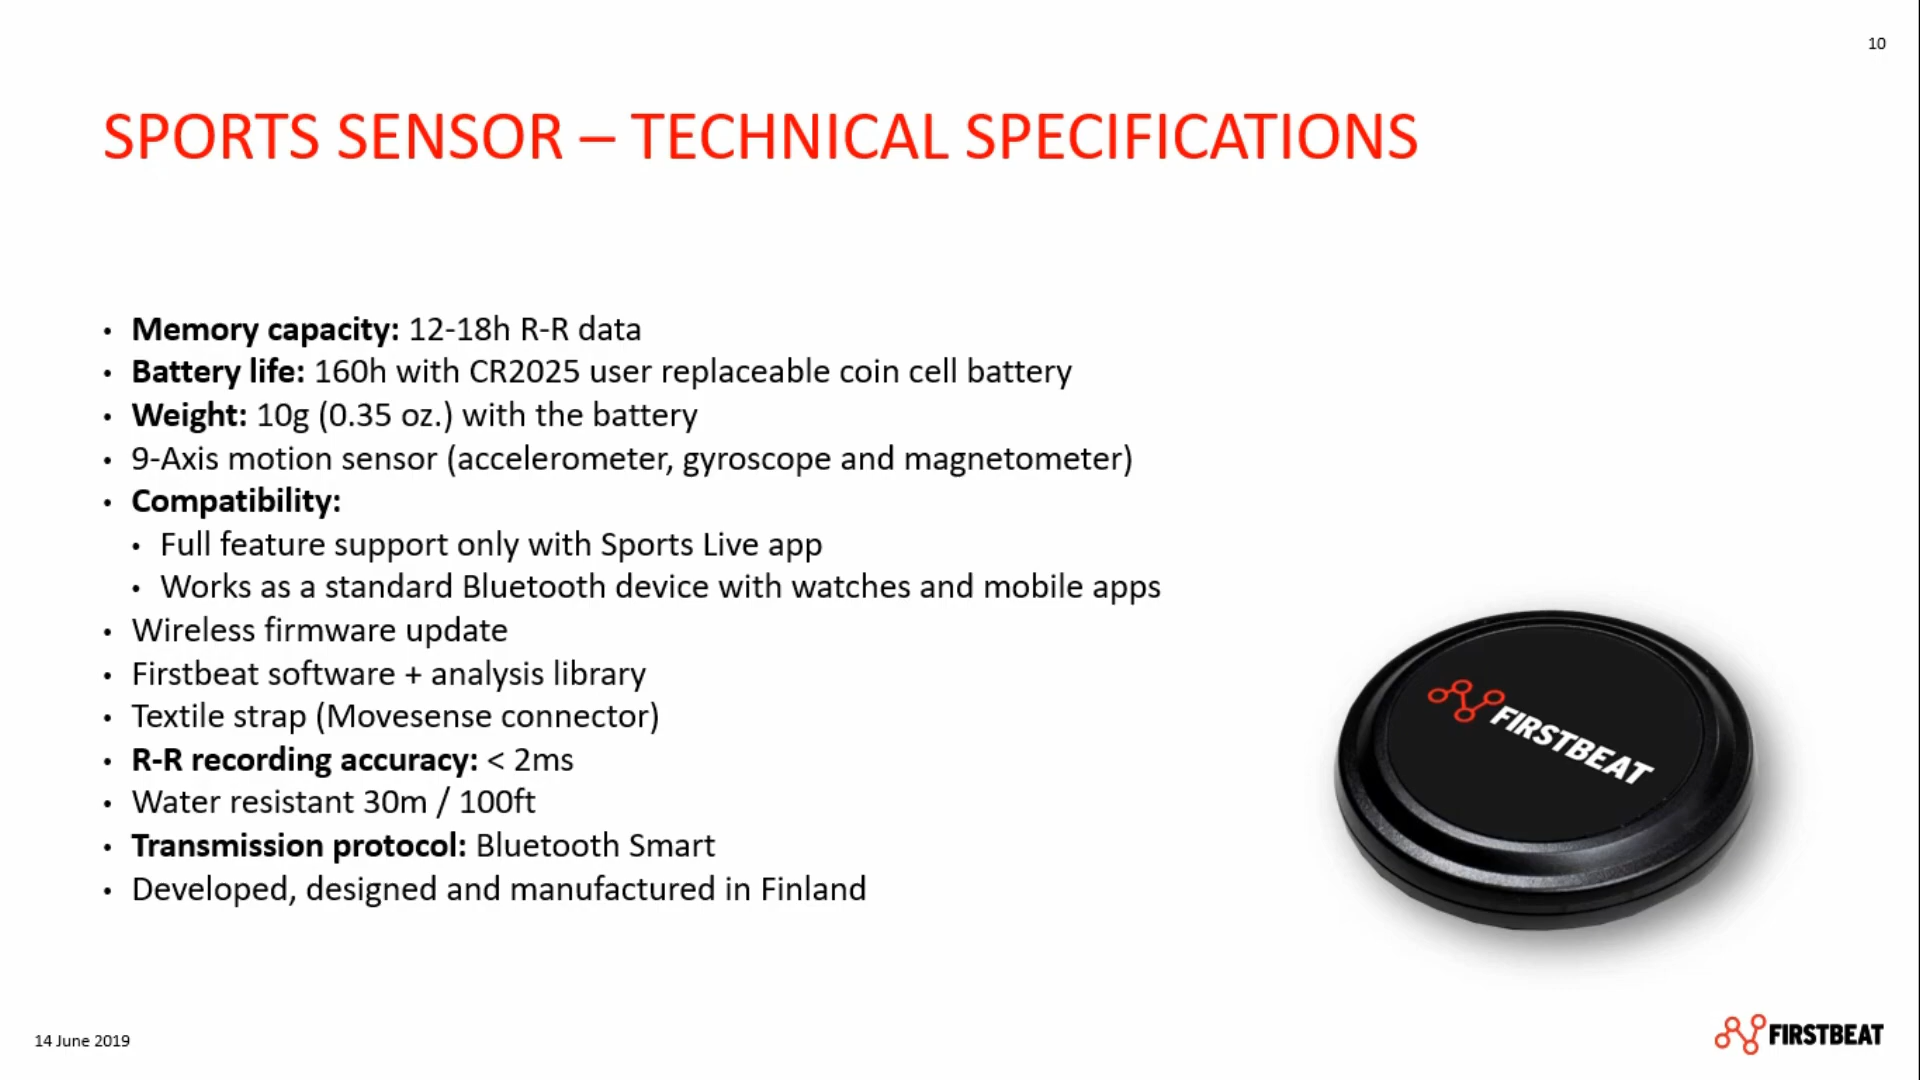 10
SPORTS SENSOR – TECHNICAL SPECIFICATIONS
• Memory capacity: 12-18h R-R data
• Battery life: 160h with CR2025 user replaceable coin cell battery
• Weight: 10g (0.35 oz.) with the battery
• 9-Axis motion sensor (accelerometer, gyroscope and magnetometer)
• Compatibility:
• Full feature support only with Sports Live app
• Works as a standard Bluetooth device with watches and mobile apps
• Wireless firmware update
• Firstbeat software + analysis library
• Textile strap (Movesense connector)
• R-R recording accuracy: < 2ms
• Water resistant 30m / 100ft
• Transmission protocol: Bluetooth Smart
• Developed, designed and manufactured in Finland
FIRSTBEAT
14 June 2019
FIRSTBEAT